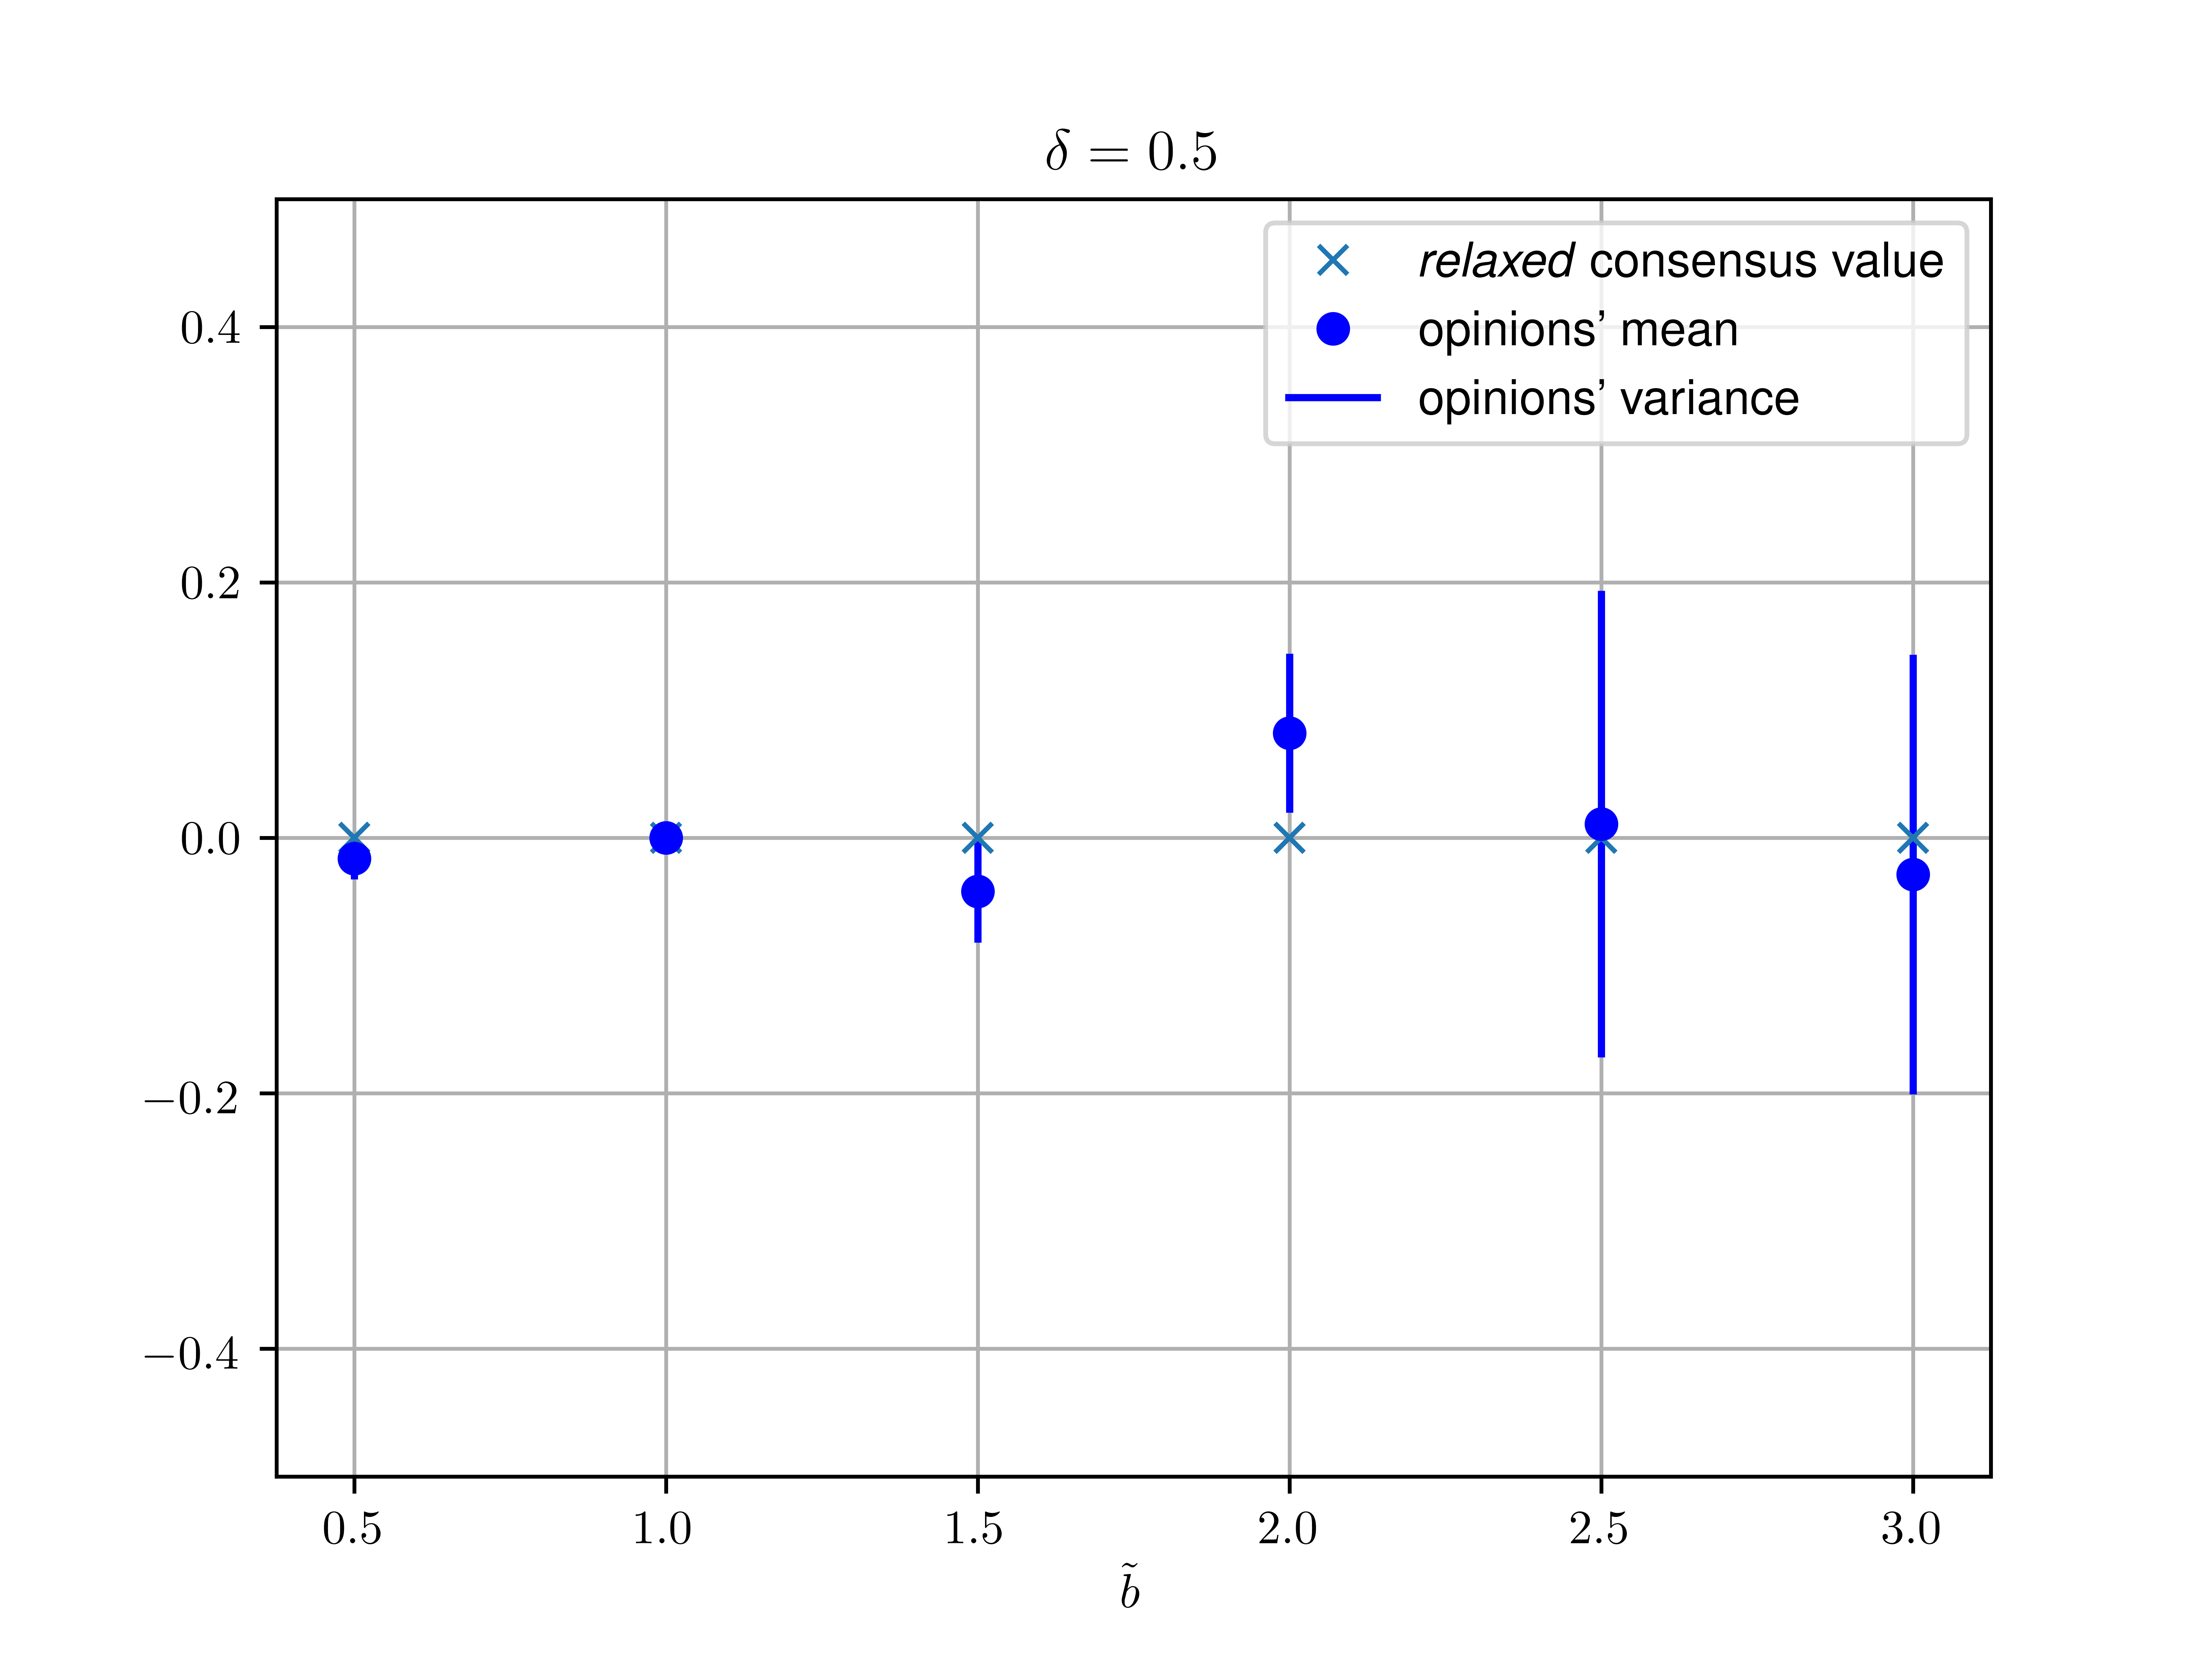 δ = 0.5
relaxed consensus value
opinions’ mean
opinions’ variance
0.4
0.2
0.0
−0.2
−0.4
0.5 1.0 1.5 2.0 2.5 3.0
b̃